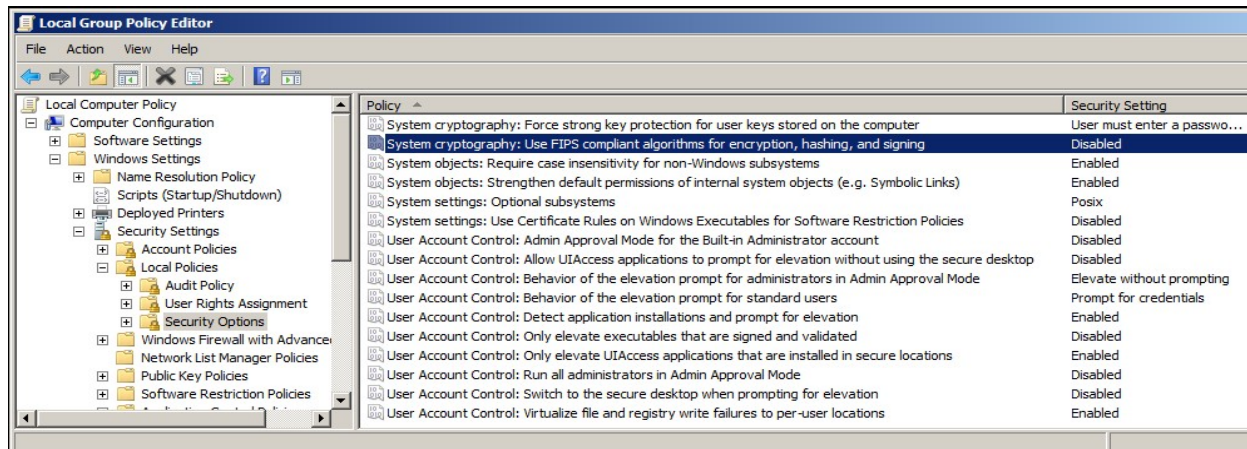 Local Group Policy Editor
File Action View Help
Local Computer Policy
Computer Configuration
Software Settings
Windows Settings
Name Resolution Policy
Scripts (Startup/Shutdown)
Deployed Printers
Security Settings
Account Policies
Local Policies
Audit Policy
User Rights Assignment
Security Options
Windows Firewall with Advance
Network List Manager Policies
Public Key Policies
Software Restriction Policies
Policy Security Setting
System cryptography: Force strong key protection for user keys stored on the computer User must enter a passwo...
System cryptography: Use FIPS compliant algorithms for encryption, hashing, and signing Disabled
System objects: Require case insensitivity for non-Windows subsystems Enabled
System objects: Strengthen default permissions of internal system objects (e.g. Symbolic Links) Enabled
System settings: Optional subsystems Posix
System settings: Use Certificate Rules on Windows Executables for Software Restriction Policies Disabled
User Account Control: Admin Approval Mode for the Built-in Administrator account Disabled
User Account Control: Allow UIAccess applications to prompt for elevation without using the secure desktop Disabled
User Account Control: Behavior of the elevation prompt for administrators in Admin Approval Mode Elevate without prompting
User Account Control: Behavior of the elevation prompt for standard users Prompt for credentials
User Account Control: Detect application installations and prompt for elevation Enabled
User Account Control: Only elevate executables that are signed and validated Disabled
User Account Control: Only elevate UIAccess applications that are installed in secure locations Enabled
User Account Control: Run all administrators in Admin Approval Mode Disabled
User Account Control: Switch to the secure desktop when prompting for elevation Disabled
User Account Control: Virtualize file and registry write failures to per-user locations Enabled